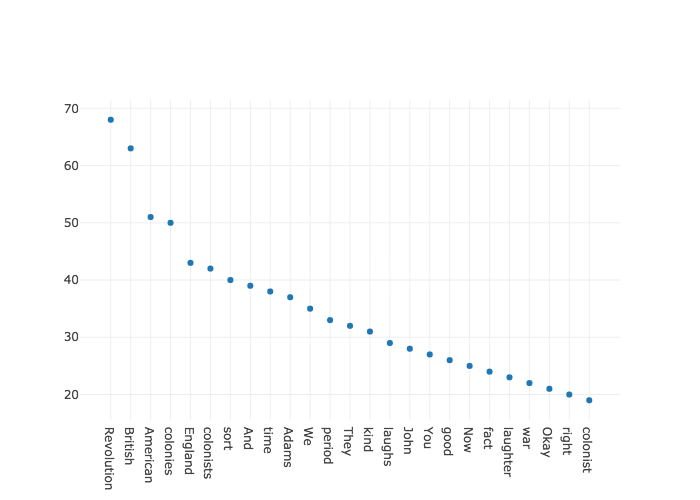 70
60
50
40
30
20
Revolution
British
American
colonies
England
colonists
sort
And
time
Adams
We
period
They
kind
laughs
John
You
good
Now
fact
laughter
war
Okay
right
colonist